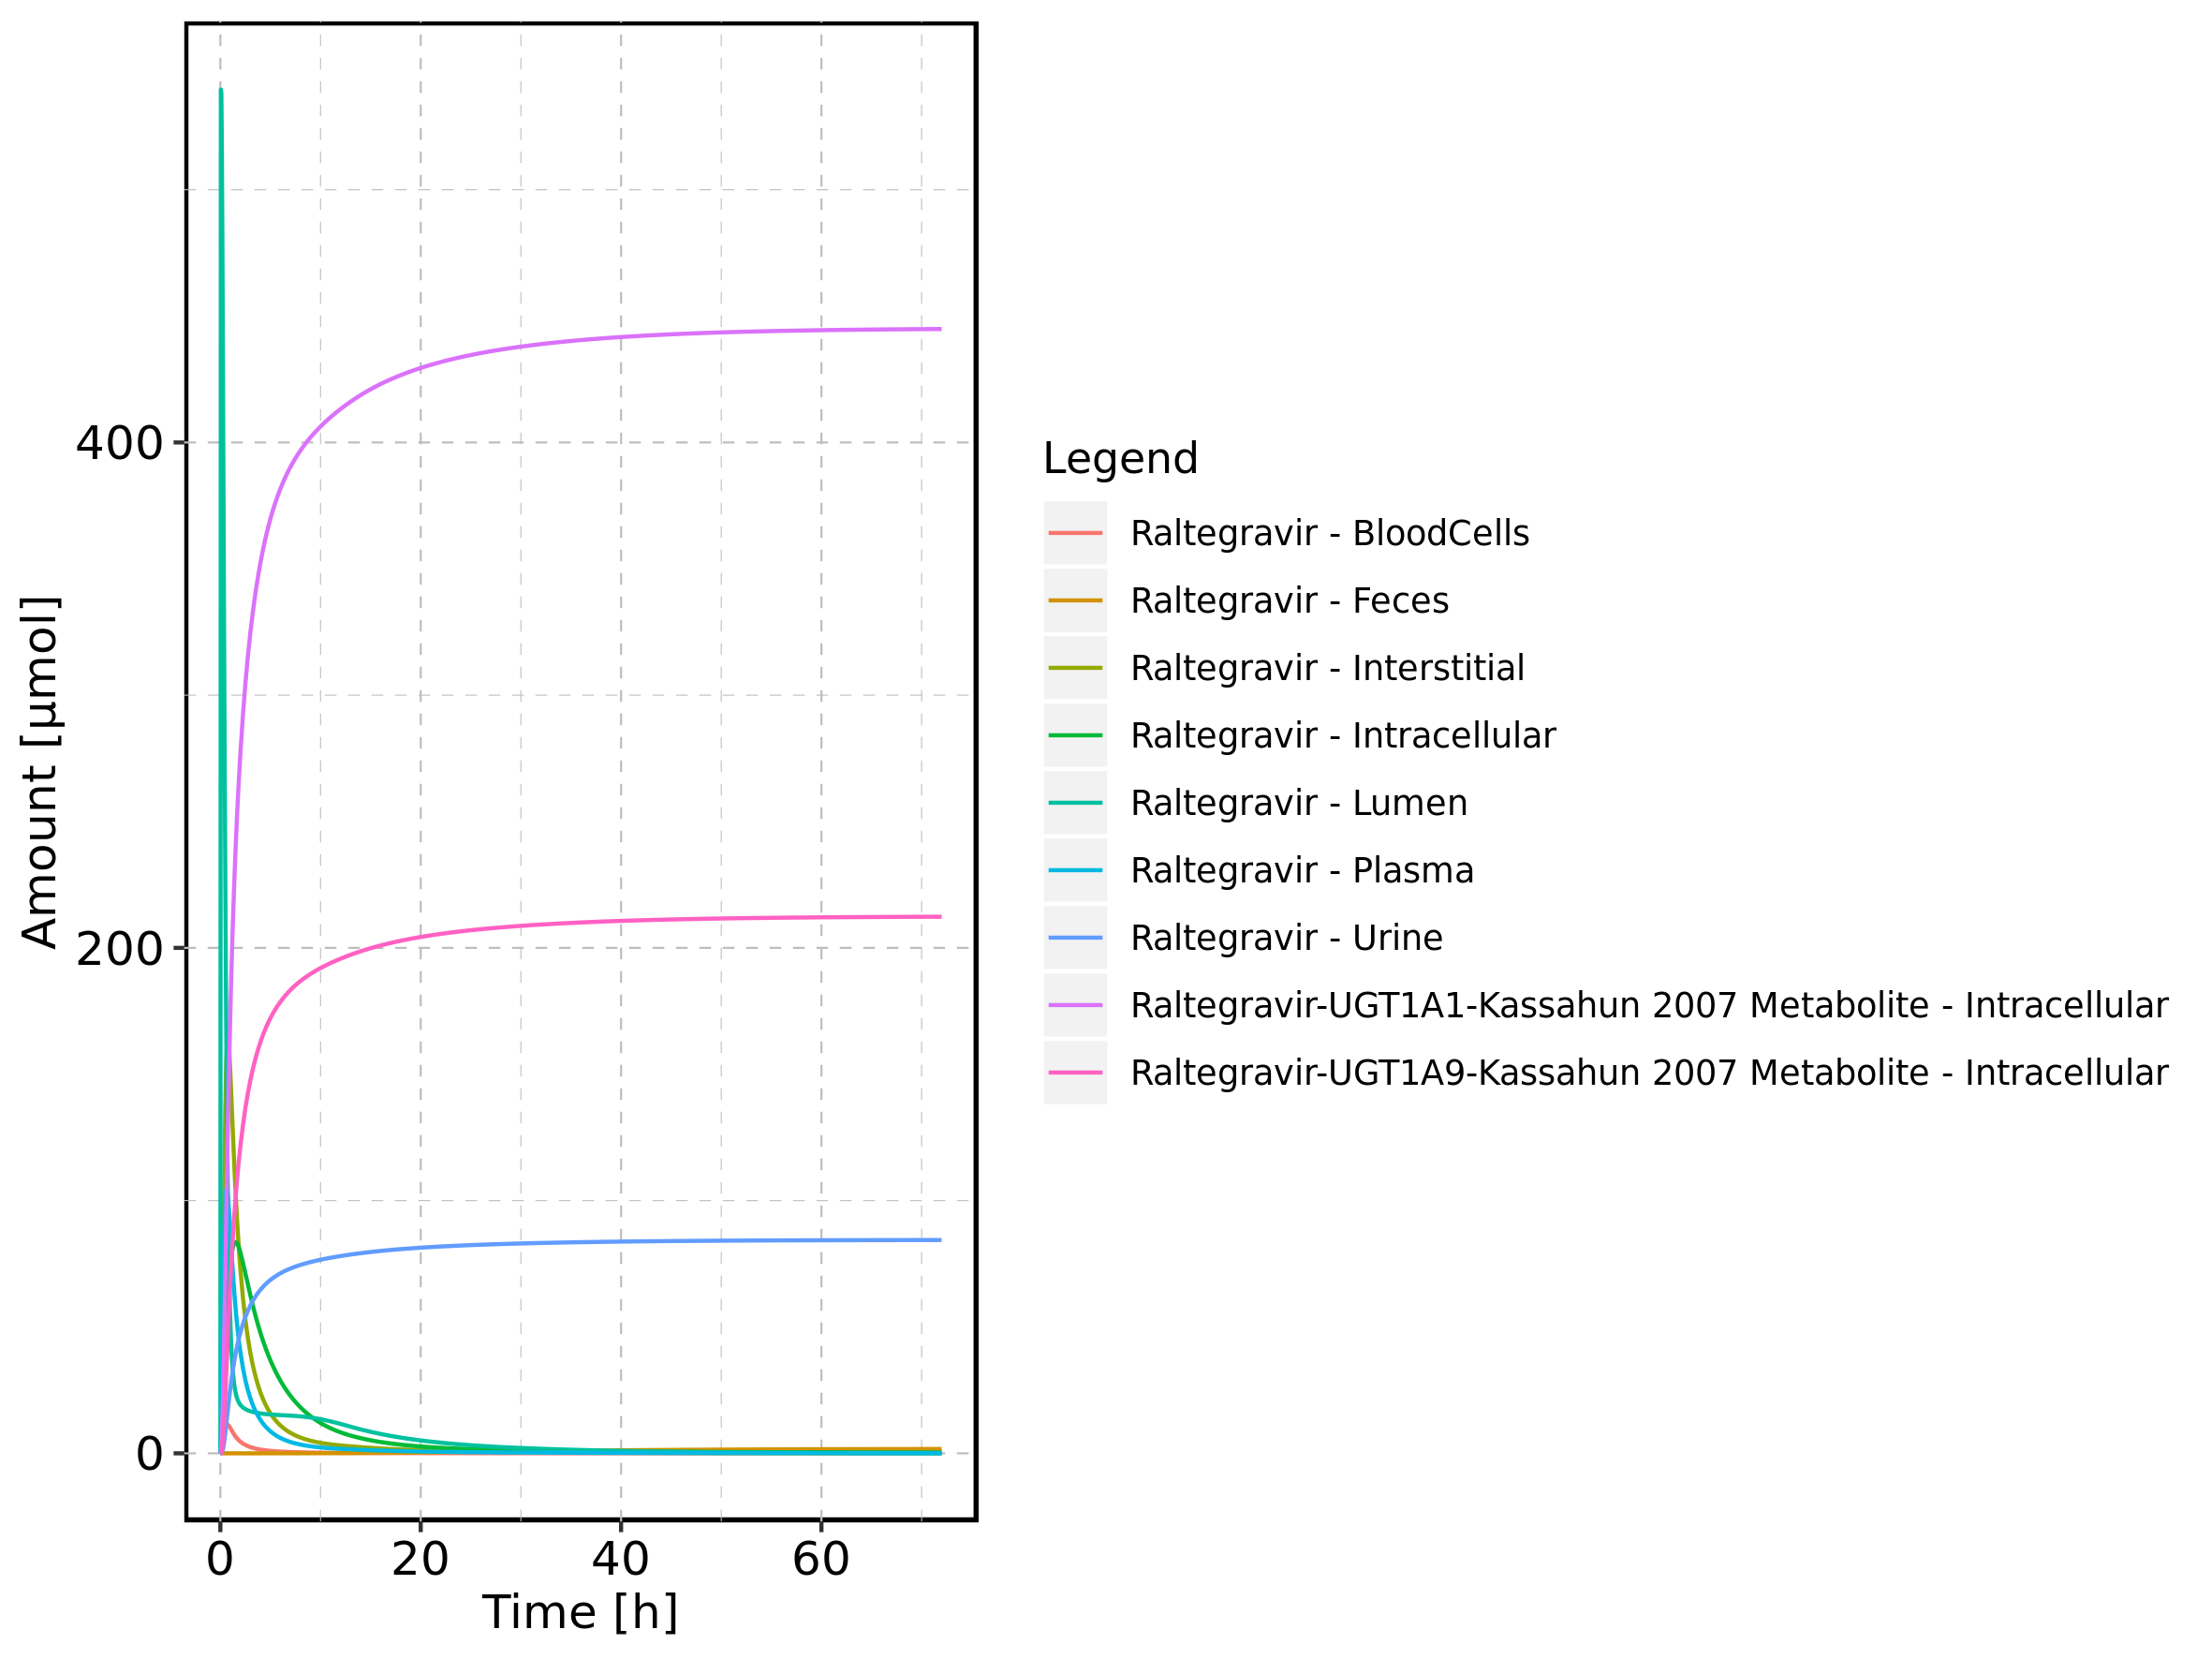 400
200
0
0 20 40 60
Time [h]
Amount [µmol]
Legend
Raltegravir - BloodCells
Raltegravir - Feces
Raltegravir - Interstitial
Raltegravir - Intracellular
Raltegravir - Lumen
Raltegravir - Plasma
Raltegravir - Urine
Raltegravir-UGT1A1-Kassahun 2007 Metabolite - Intracellular
Raltegravir-UGT1A9-Kassahun 2007 Metabolite - Intracellular